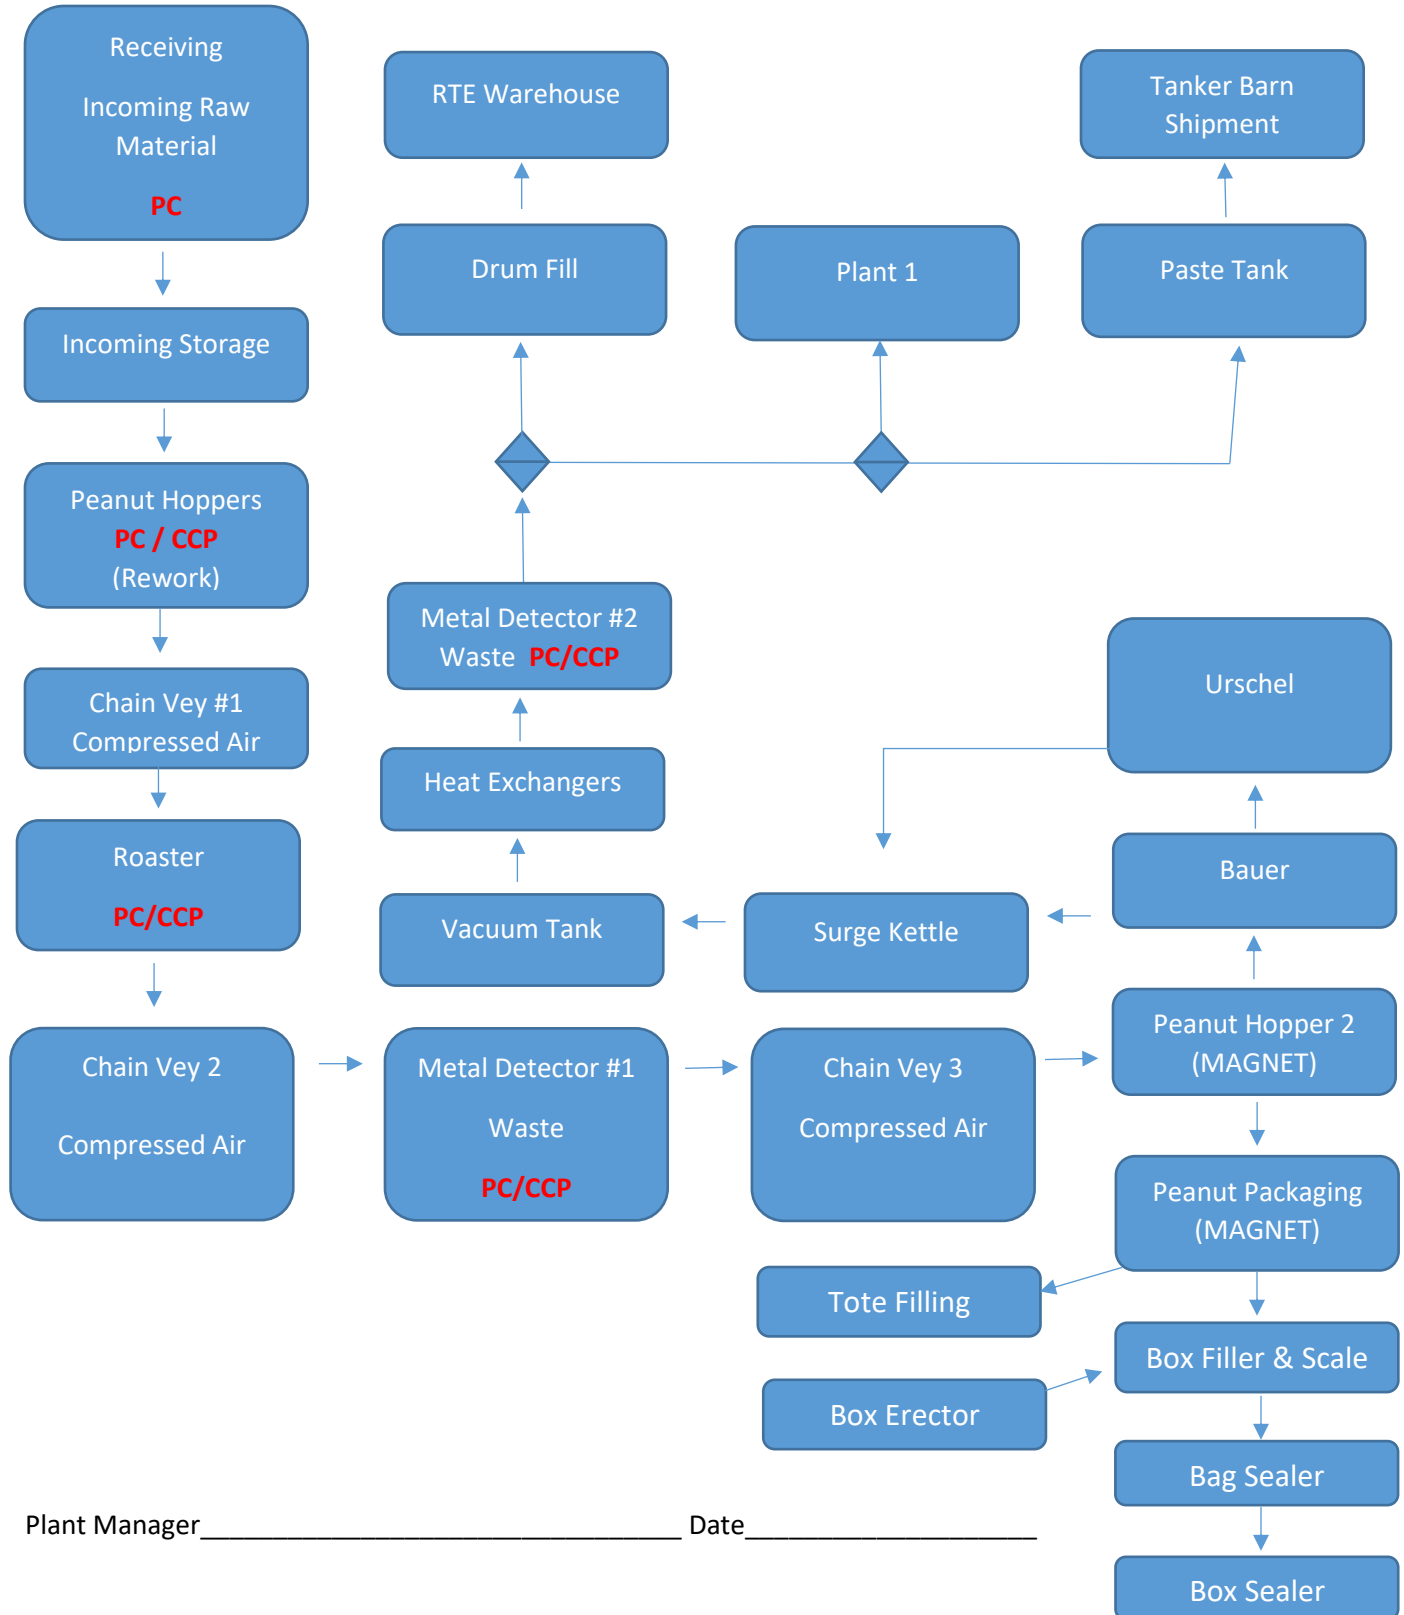 Receiving
Incoming Raw
Material
PC
Incoming Storage
Peanut Hoppers
PC / CCP
(Rework)
Chain Vey #1
Compressed Air
Roaster
PC/CCP
Chain Vey 2
Compressed Air
RTE Warehouse
Drum Fill
Metal Detector #2
Waste PC/CCP
Heat Exchangers
Vacuum Tank
Metal Detector #1
Waste
PC/CCP
Plant 1
Surge Kettle
Chain Vey 3
Compressed Air
Tote Filling
Box Erector
Tanker Barn
Shipment
Paste Tank
Urschel
Bauer
Peanut Hopper 2
(MAGNET)
Peanut Packaging
(MAGNET)
Box Filler & Scale
Bag Sealer
Box Sealer
Plant Manager_________________________________ Date____________________